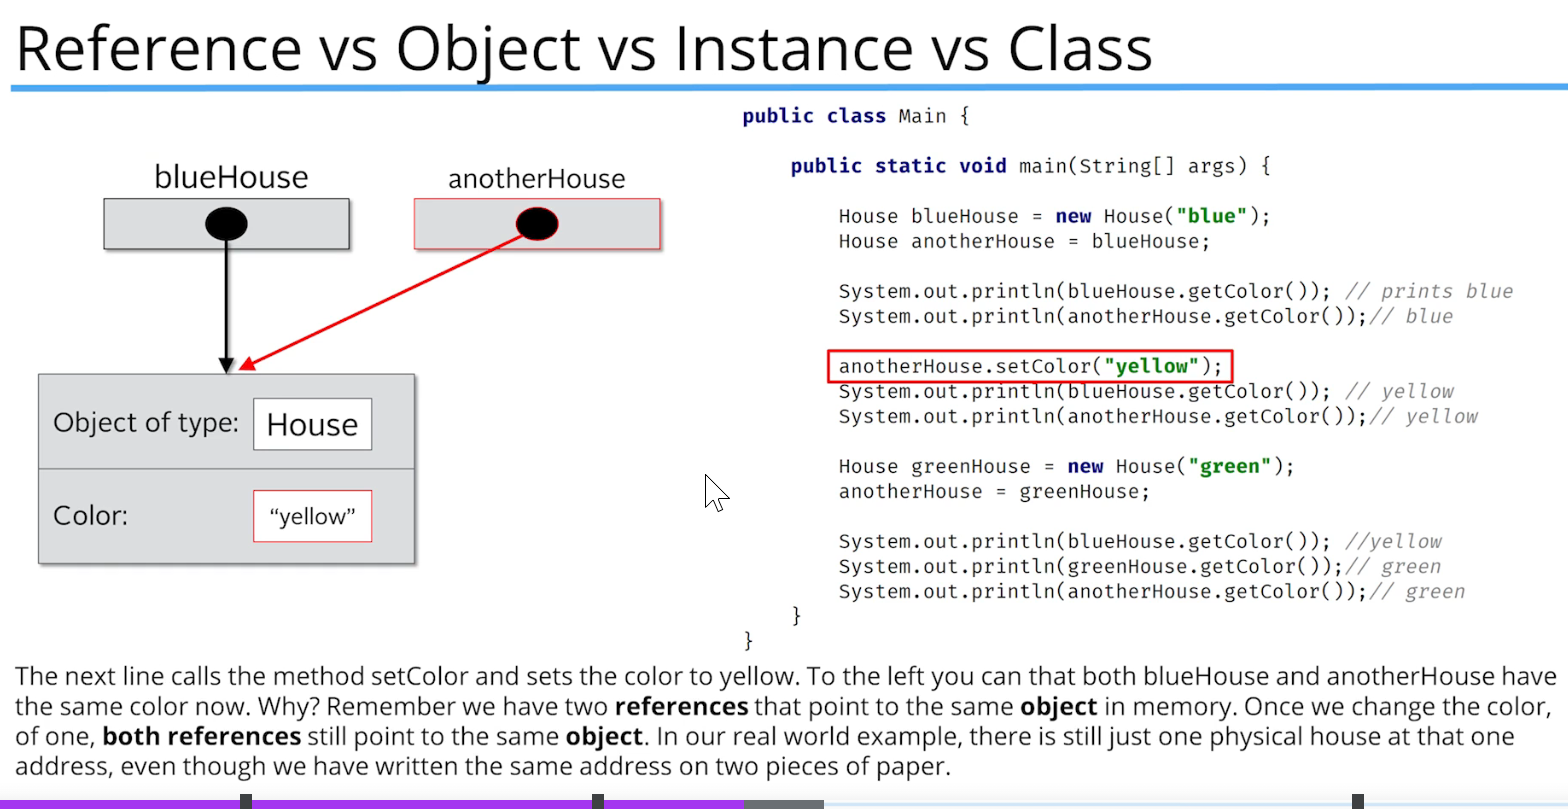 Reference vs Object vs Instance vs Class
blueHouse
anotherHouse
Object of type:
House
Color:
“yellow”
public class Main {
public static void main(String[] args) {
House blueHouse = new House("blue");
House anotherHouse = blueHouse;
System.out.println(blueHouse.getColor()); // prints blue
System.out.println(anotherHouse.getColor());// blue
anotherHouse.setColor("yellow");
System.out.println(blueHouse.getColor()); // yellow
System.out.println(anotherHouse.getColor());// yellow
House greenHouse = new House("green");
anotherHouse = greenHouse;
System.out.println(blueHouse.getColor()); //yellow
System.out.println(greenHouse.getColor());// green
System.out.println(anotherHouse.getColor());// green
}
}
The next line calls the method setColor and sets the color to yellow. To the left you can that both blueHouse and anotherHouse have
the same color now. Why? Remember we have two references that point to the same object in memory. Once we change the color,
of one, both references still point to the same object. In our real world example, there is still just one physical house at that one
address, even though we have written the same address on two pieces of paper.